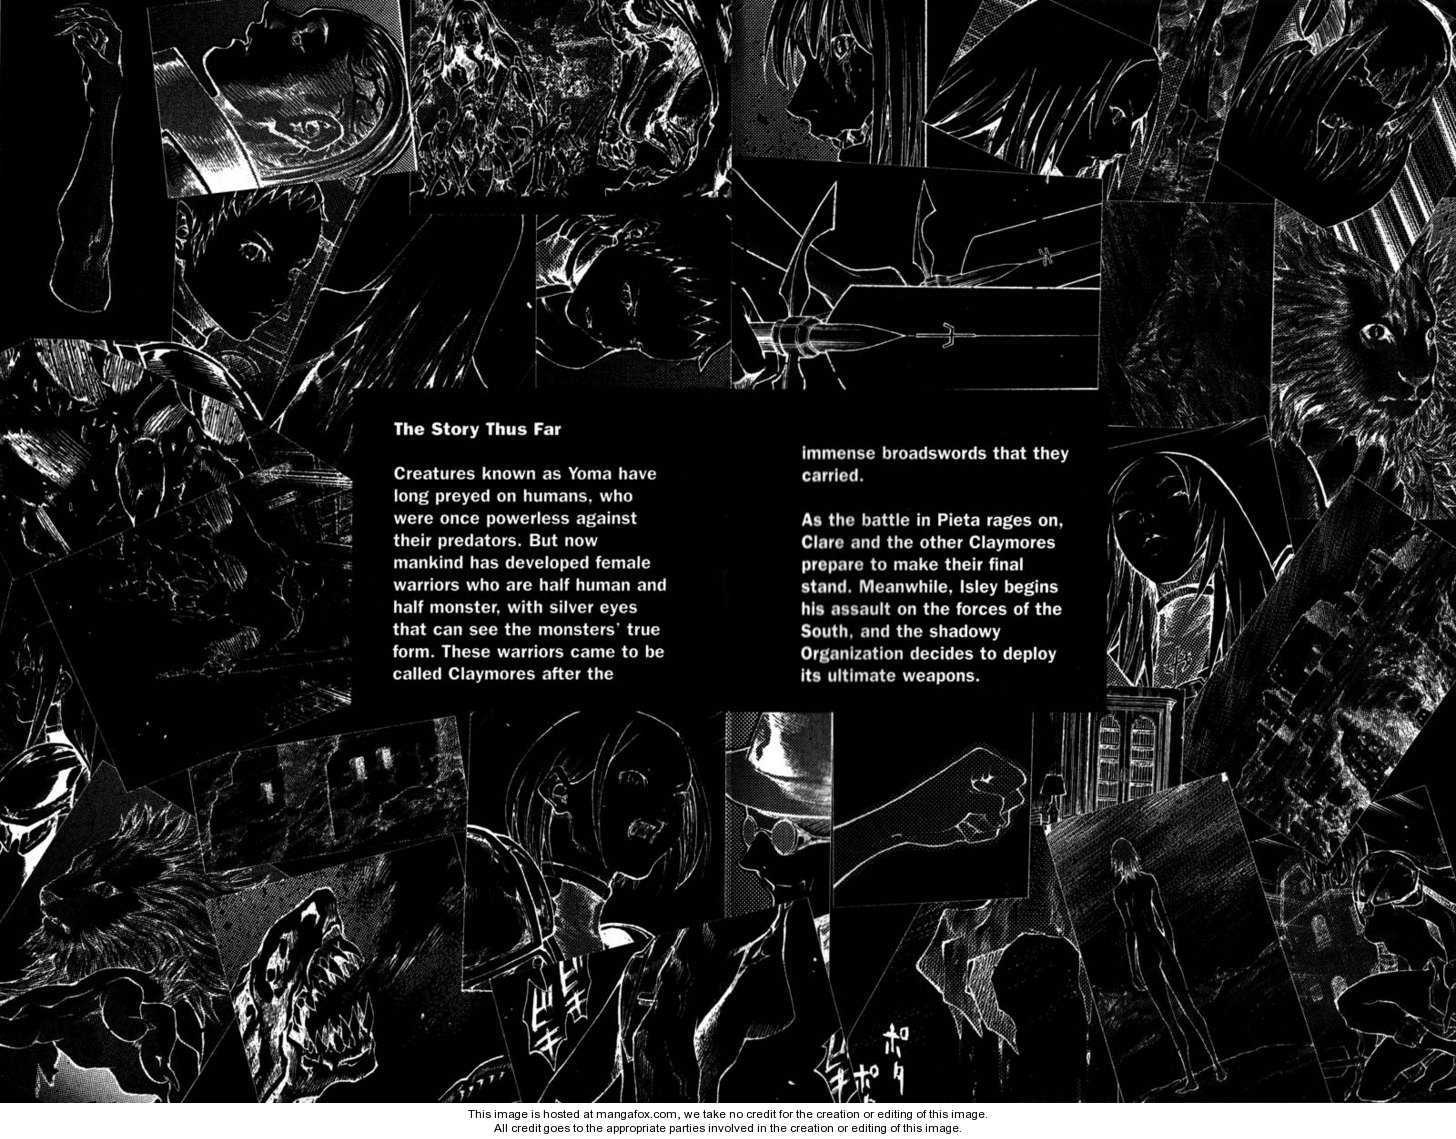 The Story Thus Far
Creatures known as Yoma have
long preyed on humans, who
were once powerless against
their predators. But now
mankind has developed female
warriors who are half human and
half monster, with silver eyes
that can see the monsters' true
form. These warriors came to be
called Claymores after the
immense broadswords that they
carried.
As the battle in Pieta rages on,
Clare and the other Claymores
prepare to make their final
stand. Meanwhile, Isley begins
his assault on the forces of the
South, and the shadowy
Organization decides to deploy
its ultimate weapons.
ビキ
ビキ
ポタ
ポタ
This image is hosted at mangafox.com, we take no credit for the creation or editing of this image.
All credit goes to the appropriate parties involved in the creation or editing of this image.